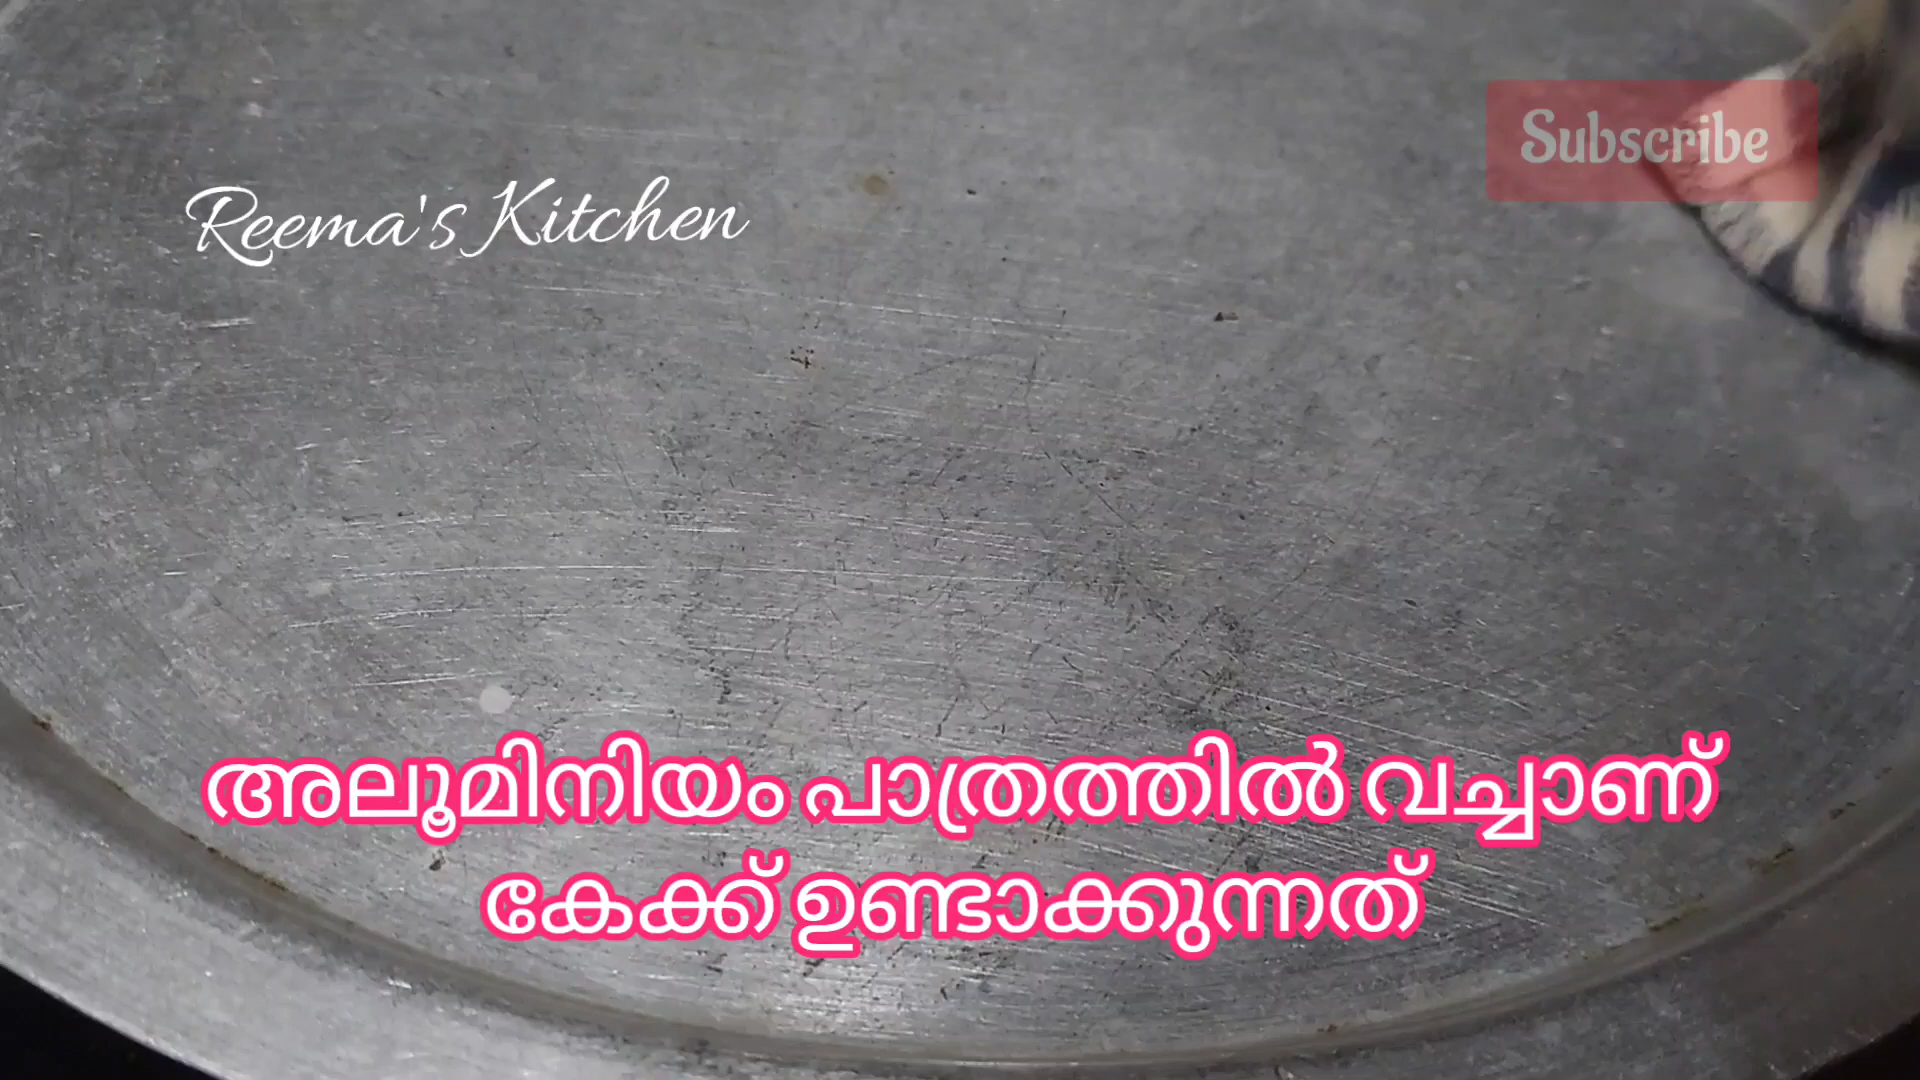 Subscribe
Reema's Kitchen
അലൂമിനിയം പാത്രത്തിൽ വച്ചാണ്
കേക്ക് ഉണ്ടാക്കുന്നത്